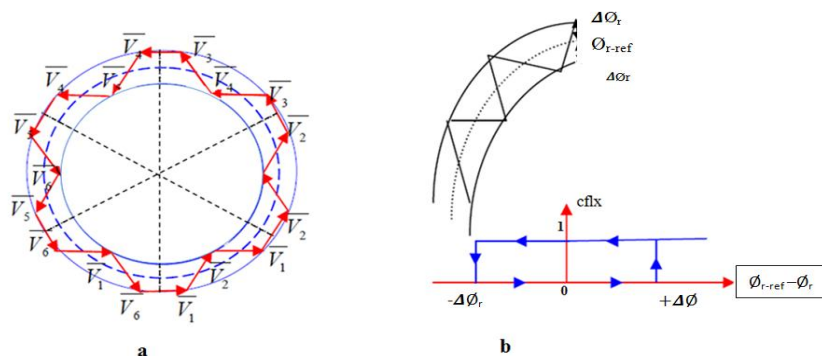 V̅₄
V̅₃
V̅₄
V̅
V̅₄
V̅₃
V̅₅
V̅₂
V̅₆
V̅₅
V̅₂
V̅₆
V̅₁
V̅₁
V̅₂
V̅₆
V̅₁
a
ΔØr
Ør-ref
ΔØr
cflx
1
0
-ΔØr
+ΔØ
Ør-ref–Ør
b